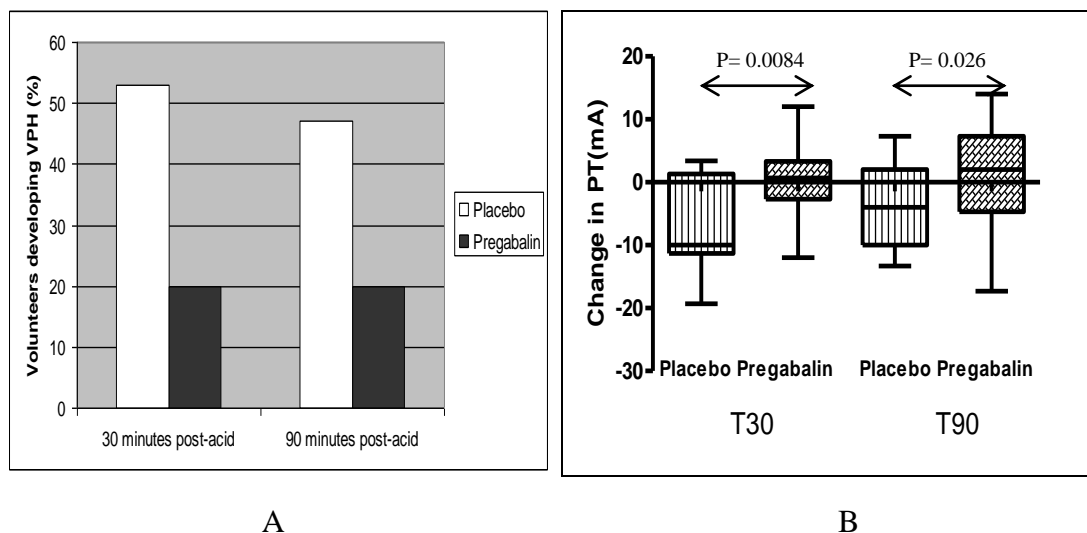 Volunteers developing VPH (%)
60
50
40
30
20
10
0
30 minutes post-acid
90 minutes post-acid
Placebo
Pregabalin
A
Change in PT(mA)
20
10
0
-10
-20
-30
P= 0.0084
P= 0.026
Placebo Pregabalin
Placebo Pregabalin
T30
T90
B